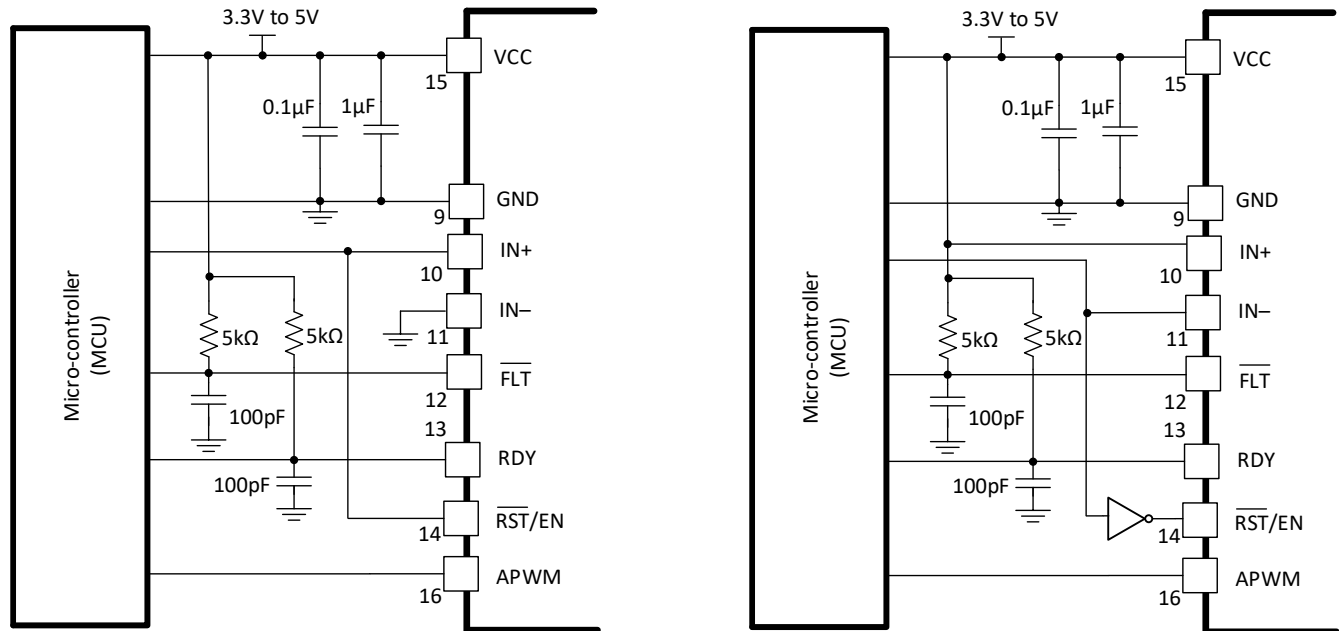 3.3V to 5V
VCC
15
0.1µF
1µF
GND
9
IN+
10
IN–
11
5kΩ
5kΩ
Micro-controller
(MCU)
FLT
12
100pF
13
RDY
100pF
RST/EN
14
APWM
16
3.3V to 5V
VCC
15
0.1µF
1µF
GND
9
IN+
10
IN–
11
5kΩ
5kΩ
Micro-controller
(MCU)
FLT
12
100pF
13
RDY
100pF
RST/EN
14
APWM
16